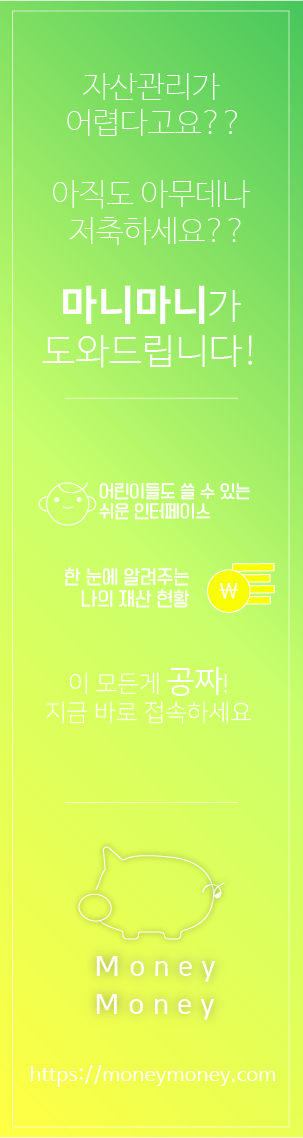 자산관리가
어렵다고요??
아직도 아무데나
저축하세요??
마니마니가
도와드립니다!
어린이들도 쓸 수 있는
쉬문 인터페이스
한 눈에 알려주는
나의 재산 현황
₩
이 모든게 공짜!
지금 바로 접속하세요
Money
Money
https://moneymoney.com